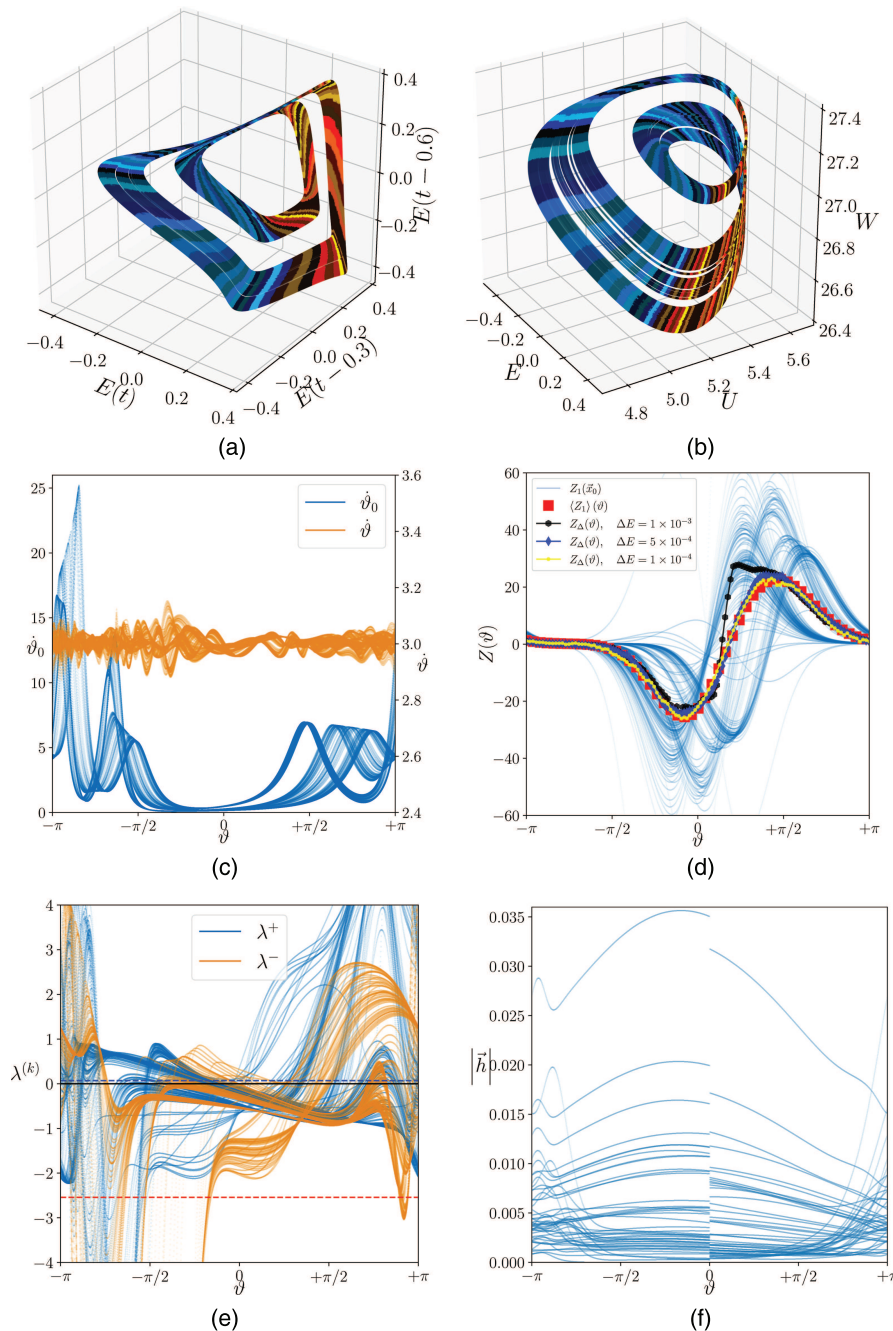 0.4
0.2
0.0
−0.2
−0.4
E(t − 0.6)
−0.4
−0.2
0.0
0.2
0.4
E(t)
−0.4
−0.2
0.0
0.2
0.4
E(t − 0.3)
(a)
27.4
27.2
27.0
26.8
26.6
26.4
W
−0.4
−0.2
0.0
0.2
0.4
E
4.8
5.0
5.2
5.4
5.6
U
(b)
25
20
15
10
5
0
ϑ̇₀
ϑ̇₀
ϑ̇
3.6
3.4
3.2
3.0
2.8
2.6
2.4
ϑ̇
−π
−π/2
0
+π/2
+π
ϑ
(c)
60
40
20
0
−20
−40
−60
Z(ϑ)
Z₁(x⃗₀)
⟨Z₁⟩(ϑ)
Z_Δ(ϑ), ΔE = 1 × 10⁻³
Z_Δ(ϑ), ΔE = 5 × 10⁻⁴
Z_Δ(ϑ), ΔE = 1 × 10⁻⁴
−π
−π/2
0
+π/2
+π
ϑ
(d)
4
3
2
1
0
−1
−2
−3
−4
λ⁽ᵏ⁾
λ⁺
λ⁻
−π
−π/2
0
+π/2
+π
ϑ
(e)
0.035
0.030
0.025
0.020
0.015
0.010
0.005
0.000
|h⃗|
−π
−π/2
0
+π/2
+π
ϑ
(f)